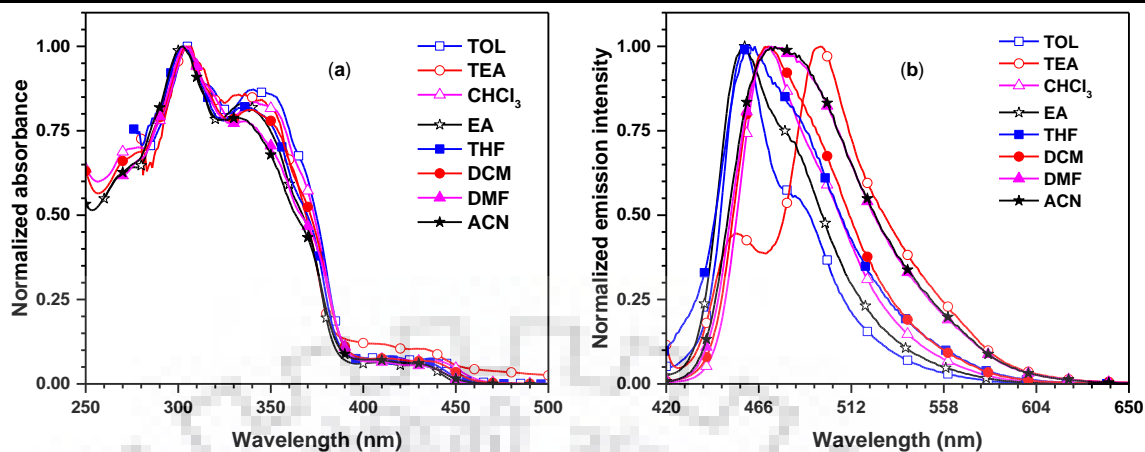 (a)
Normalized absorbance
1.00
0.75
0.50
0.25
0.00
TOL
TEA
CHCl₃
EA
THF
DCM
DMF
ACN
250 300 350 400 450 500
Wavelength (nm)
(b)
Normalized emission intensity
1.00
0.75
0.50
0.25
0.00
TOL
TEA
CHCl₃
EA
THF
DCM
DMF
ACN
420 466 512 558 604 650
Wavelength (nm)